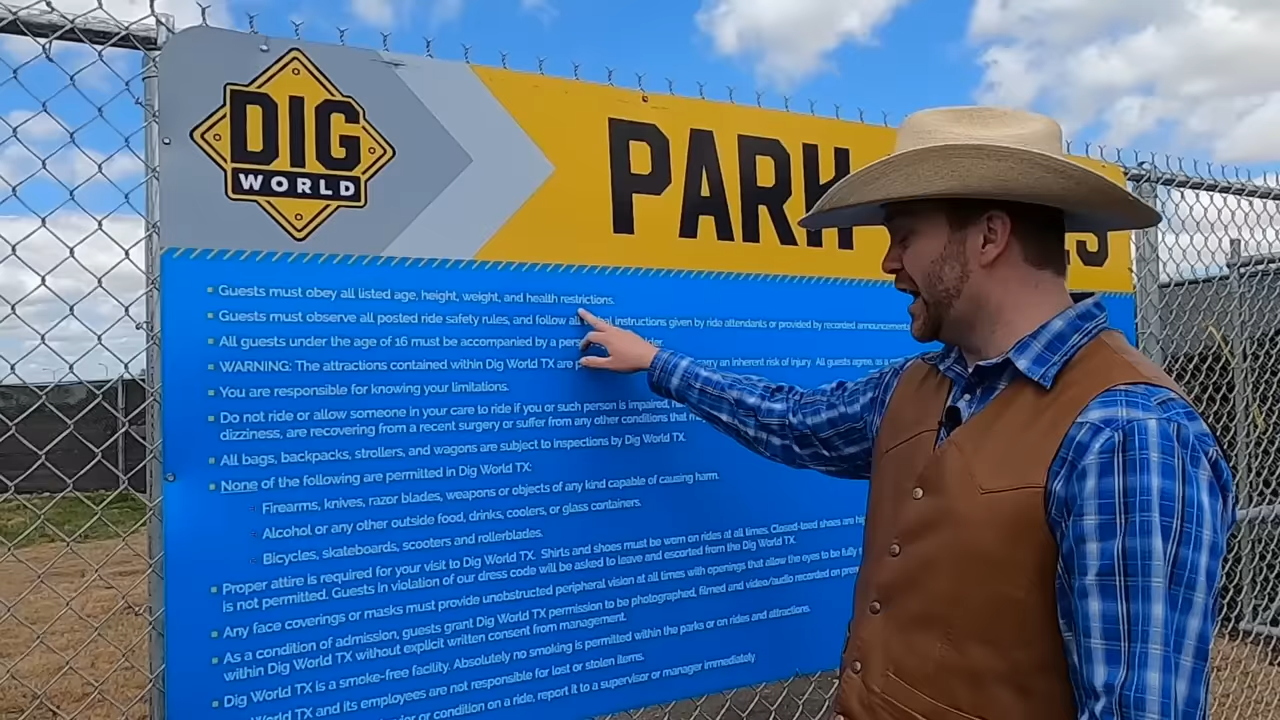 DIG
WORLD
PARK
Guests must obey all listed age, height, weight, and health restrictions.
Guests must observe all posted ride safety rules, and follow all instructions given by ride attendants or provided by recorded announcements
All guests under the age of 16 must be accompanied by a
WARNING: The attractions contained within Dig World TX are carry an inherent risk of injury. All guests agree, as a
You are responsible for knowing your limitations.
Do not ride or allow someone in your care to ride if you or such person is impaired,
dizziness, are recovering from a recent surgery or suffer from any other conditions that
All bags, backpacks, strollers, and wagons are subject to inspections by Dig World TX.
None of the following are permitted in Dig World TX:
Firearms, knives, razor blades, weapons or objects of any kind capable of causing harm.
Alcohol or any other outside food, drinks, coolers, or glass containers.
Bicycles, skateboards, scooters and rollerblades.
Proper attire is required for your visit to Dig World TX. Shirts and shoes must be worn on rides at all times. Closed-toed shoes are
is not permitted. Guests in violation of our dress code will be asked to leave and escorted from the Dig World TX.
Any face coverings or masks must provide unobstructed peripheral vision at all times with openings that allow the eyes to be fully
As a condition of admission, guests grant Dig World TX permission to be photographed, filmed and video/audio recorded on
within Dig World TX without explicit written consent from management.
Dig World TX is a smoke-free facility. Absolutely no smoking is permitted within the parks or on rides and attractions.
World TX and its employees are not responsible for lost or stolen items.
or condition on a ride, report it to a supervisor or manager immediately